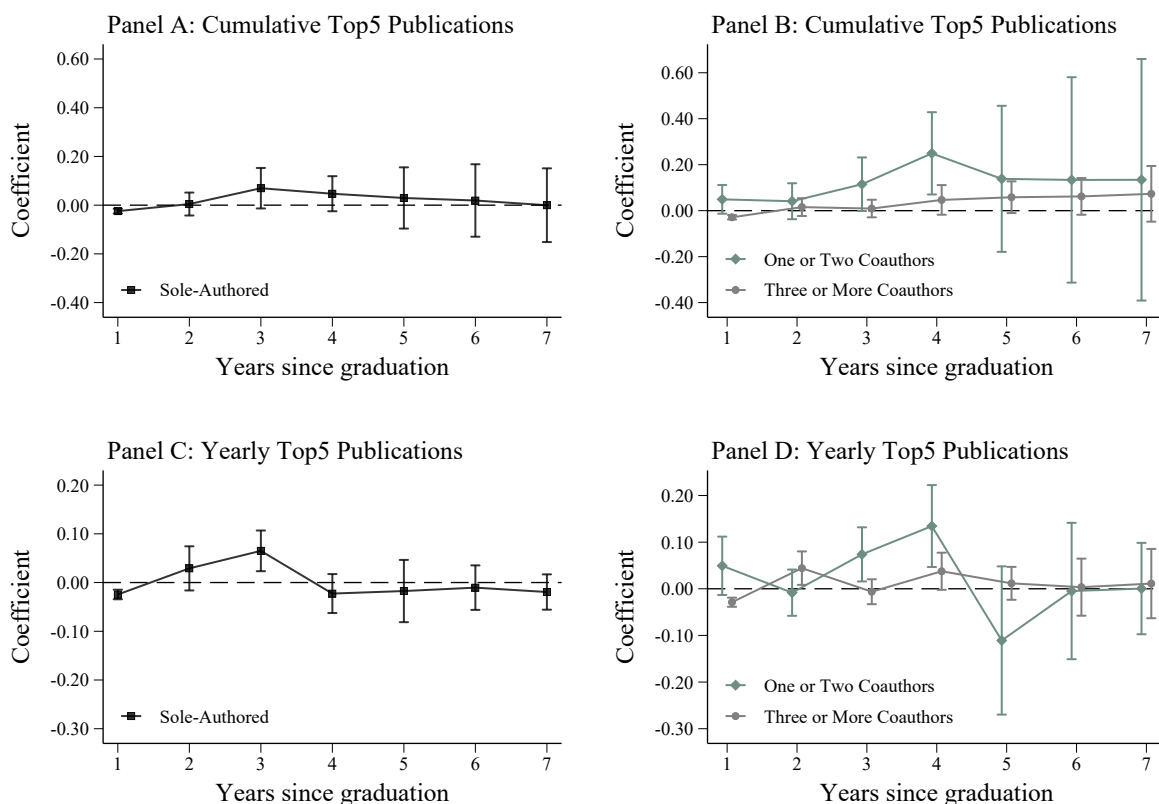 Panel A: Cumulative Top5 Publications
Coefficient
0.60
0.40
0.20
0.00
-0.20
-0.40
Sole-Authored
1 2 3 4 5 6 7
Years since graduation
Panel B: Cumulative Top5 Publications
Coefficient
0.60
0.40
0.20
0.00
-0.20
-0.40
One or Two Coauthors
Three or More Coauthors
1 2 3 4 5 6 7
Years since graduation
Panel C: Yearly Top5 Publications
Coefficient
0.20
0.10
0.00
-0.10
-0.20
-0.30
Sole-Authored
1 2 3 4 5 6 7
Years since graduation
Panel D: Yearly Top5 Publications
Coefficient
0.20
0.10
0.00
-0.10
-0.20
-0.30
One or Two Coauthors
Three or More Coauthors
1 2 3 4 5 6 7
Years since graduation